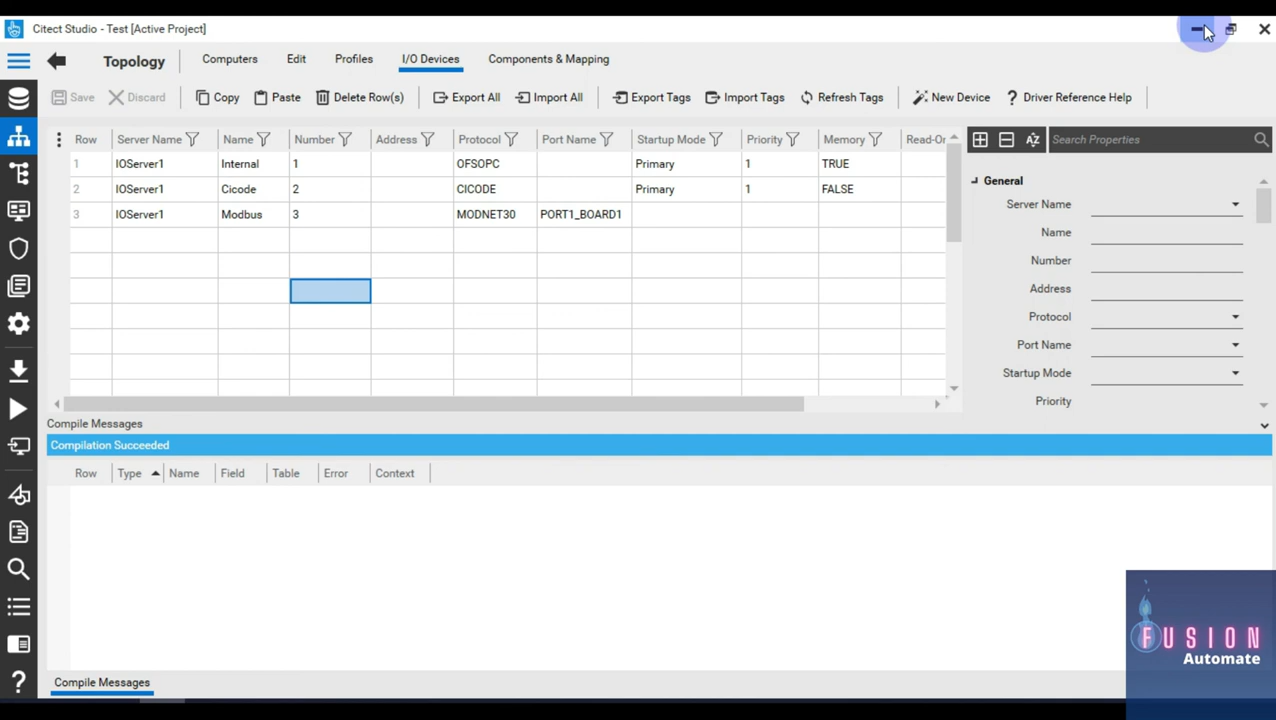 Citect Studio - Test [Active Project]
Topology Computers Edit Profiles I/O Devices Components & Mapping
Save Discard Copy Paste Delete Row(s) Export All Import All Export Tags Import Tags Refresh Tags New Device ? Driver Reference Help
Row Server Name Name Number Address Protocol Port Name Startup Mode Priority Memory Read-Or
1 IOServer1 Internal 1 OFSOPC Primary 1 TRUE
2 IOServer1 Cicode 2 CICODE Primary 1 FALSE
3 IOServer1 Modbus 3 MODNET30 PORT1_BOARD1
Search Properties
General
Server Name
Name
Number
Address
Protocol
Port Name
Startup Mode
Priority
Compile Messages
Compilation Succeeded
Row Type Name Field Table Error Context
Compile Messages
FUSION
Automate